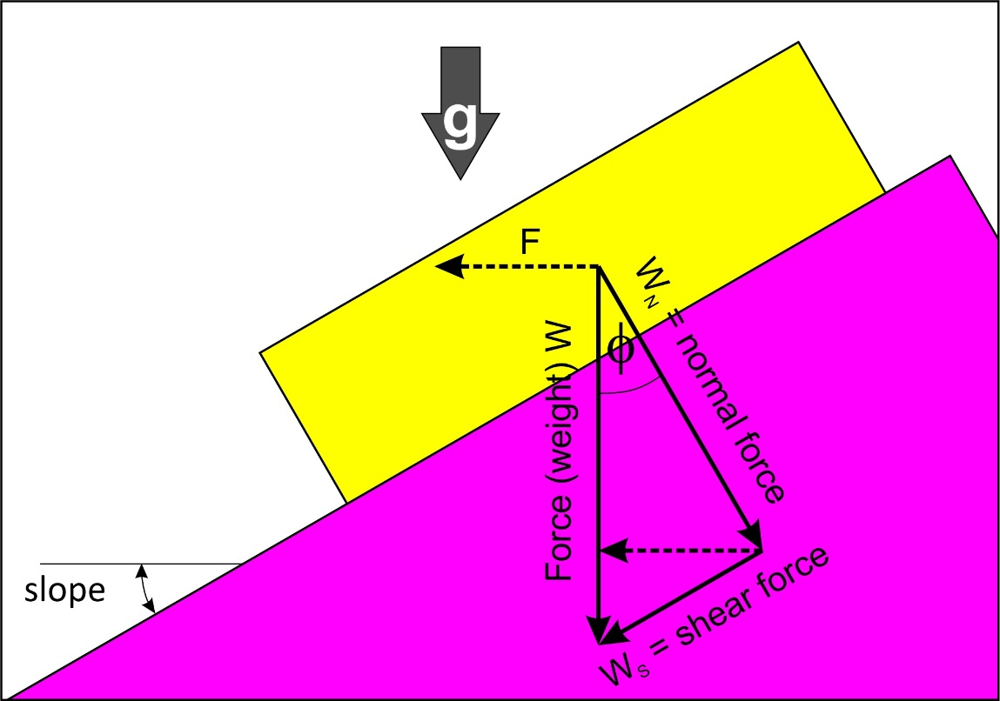 g
F
W_N = normal force
Force (weight) W
ϕ
slope
W_S = shear force